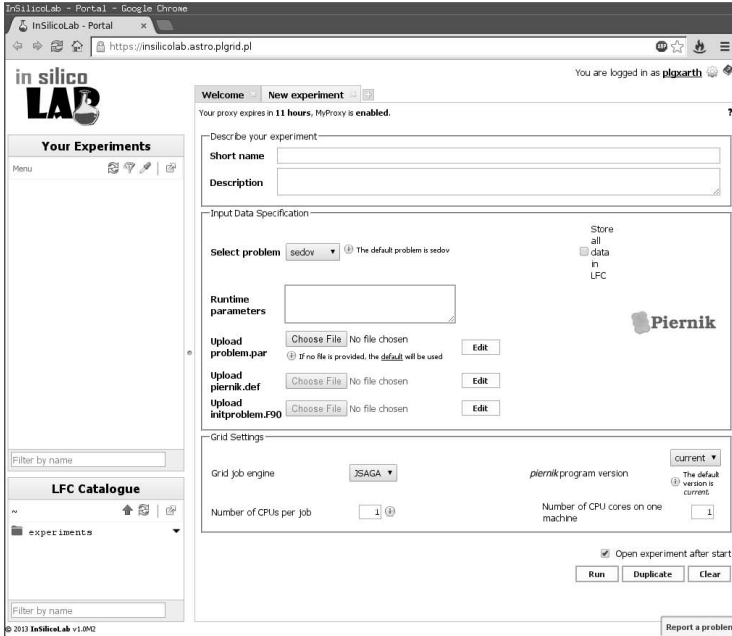 InSilicoLab - Portal - Google Chrome
InSilicoLab - Portal ×
https://insilicolab.astro.plgrid.pl
in silico
LAB
You are logged in as plgxarth
Welcome
New experiment
Your proxy expires in 11 hours, MyProxy is enabled.
?
Your Experiments
Menu
Filter by name
LFC Catalogue
~
experiments
Filter by name
© 2013 InSilicoLab v1.0M2
Describe your experiment
Short name
Description
Input Data Specification
Select problem
sedov
The default problem is sedov
Store
all
data
in
LFC
Runtime
parameters
Piernik
Upload
problem.par
Choose File No file chosen
If no file is provided, the default will be used
Edit
Upload
piernik.def
Choose File No file chosen
Edit
Upload
initproblem.F90
Choose File No file chosen
Edit
Grid Settings
Grid job engine
JSAGA
piernik program version
current
The default
version is
current.
Number of CPUs per job
1
Number of CPU cores on one
machine
1
Open experiment after start
Run
Duplicate
Clear
Report a problem